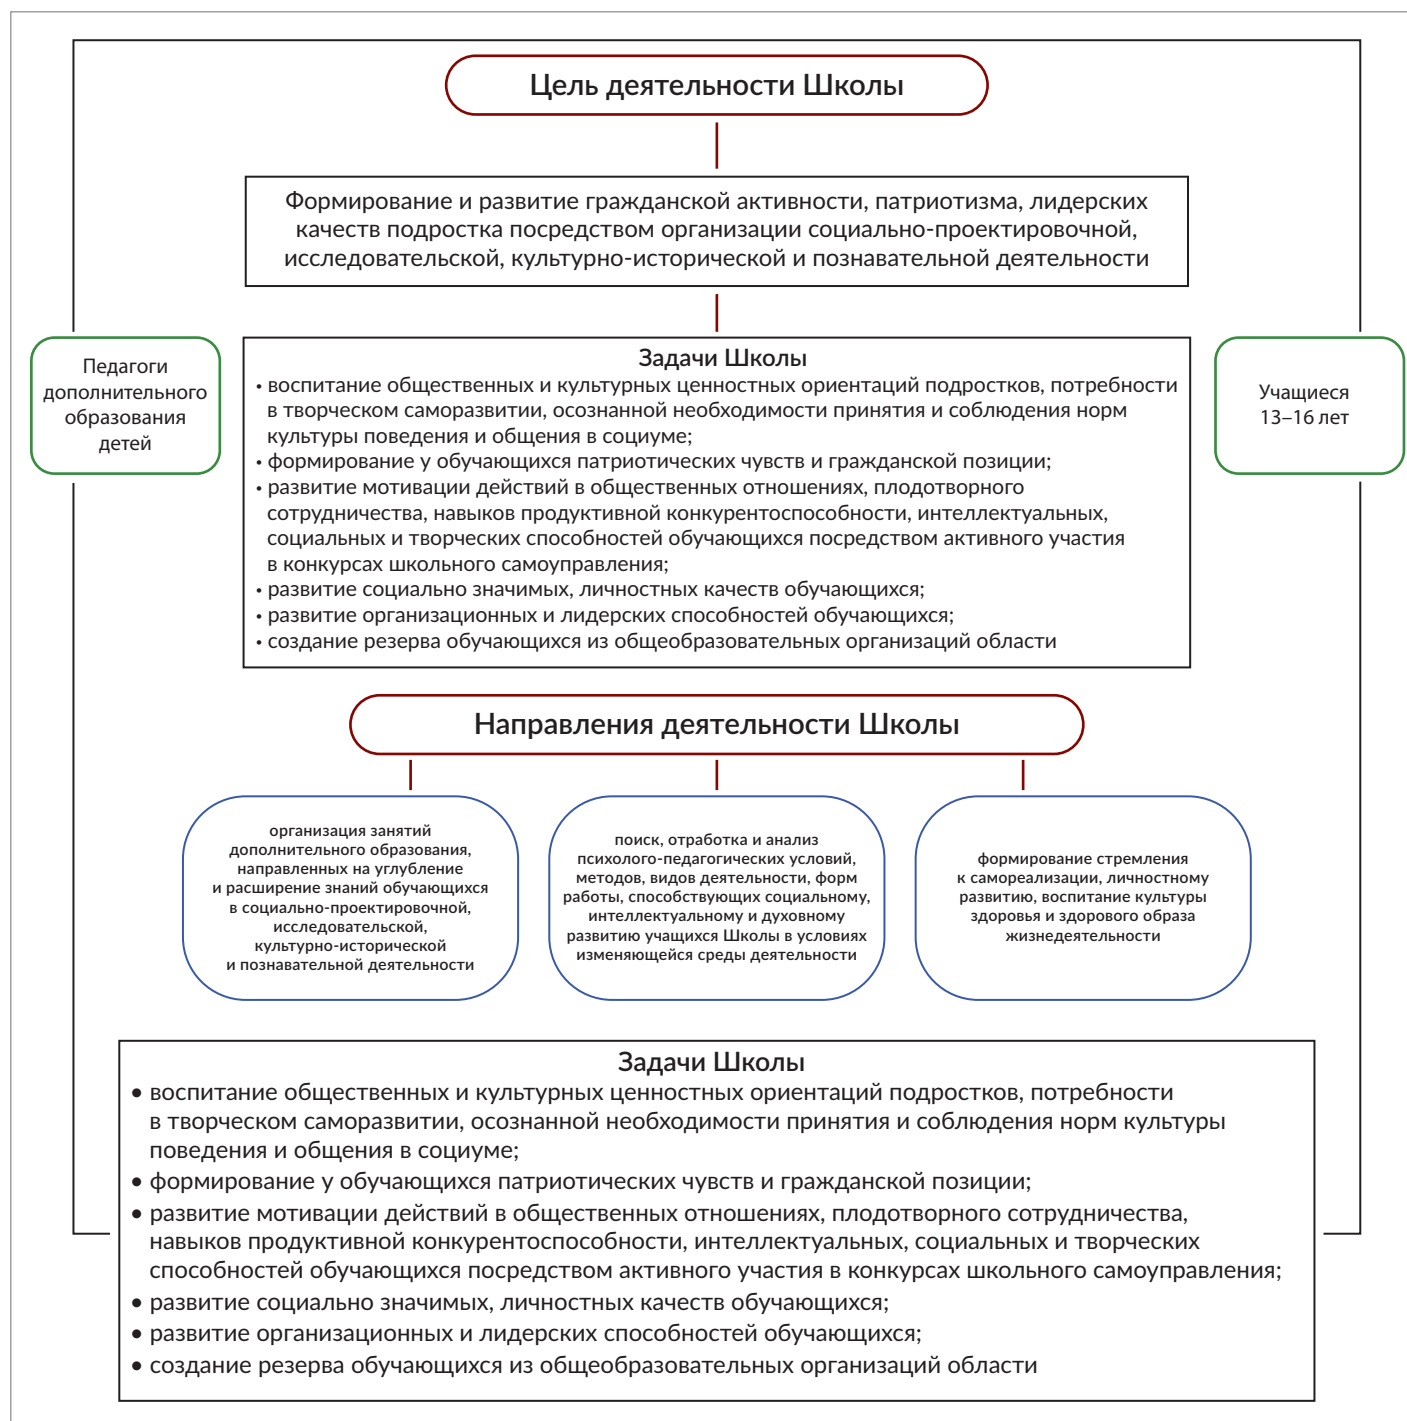 Цель деятельности Школы
Формирование и развитие гражданской активности, патриотизма, лидерских
качеств подростка посредством организации социально-проектировочной,
исследовательской, культурно-исторической и познавательной деятельности
Педагоги
дополнительного
образования
детей
Задачи Школы
• воспитание общественных и культурных ценностных ориентаций подростков, потребности
в творческом саморазвитии, осознанной необходимости принятия и соблюдения норм
культуры поведения и общения в социуме;
• формирование у обучающихся патриотических чувств и гражданской позиции;
• развитие мотивации действий в общественных отношениях, плодотворного
сотрудничества, навыков продуктивной конкурентоспособности, интеллектуальных,
социальных и творческих способностей обучающихся посредством активного участия
в конкурсах школьного самоуправления;
• развитие социально значимых, личностных качеств обучающихся;
• развитие организационных и лидерских способностей обучающихся;
• создание резерва обучающихся из общеобразовательных организаций области
Учащиеся
13–16 лет
Направления деятельности Школы
организация занятий
дополнительного образования,
направленных на углубление
и расширение знаний обучающихся
в социально-проектировочной,
исследовательской,
культурно-исторической
и познавательной деятельности
поиск, отработка и анализ
психолого-педагогических условий,
методов, видов деятельности, форм
работы, способствующих социальному,
интеллектуальному и духовному
развитию учащихся Школы в условиях
изменяющейся среды деятельности
формирование стремления
к самореализации, личностному
развитию, воспитание культуры
здоровья и здорового образа
жизнедеятельности
Задачи Школы
• воспитание общественных и культурных ценностных ориентаций подростков, потребности
в творческом саморазвитии, осознанной необходимости принятия и соблюдения норм культуры
поведения и общения в социуме;
• формирование у обучающихся патриотических чувств и гражданской позиции;
• развитие мотивации действий в общественных отношениях, плодотворного сотрудничества,
навыков продуктивной конкурентоспособности, интеллектуальных, социальных и творческих
способностей обучающихся посредством активного участия в конкурсах школьного самоуправления;
• развитие социально значимых, личностных качеств обучающихся;
• развитие организационных и лидерских способностей обучающихся;
• создание резерва обучающихся из общеобразовательных организаций области